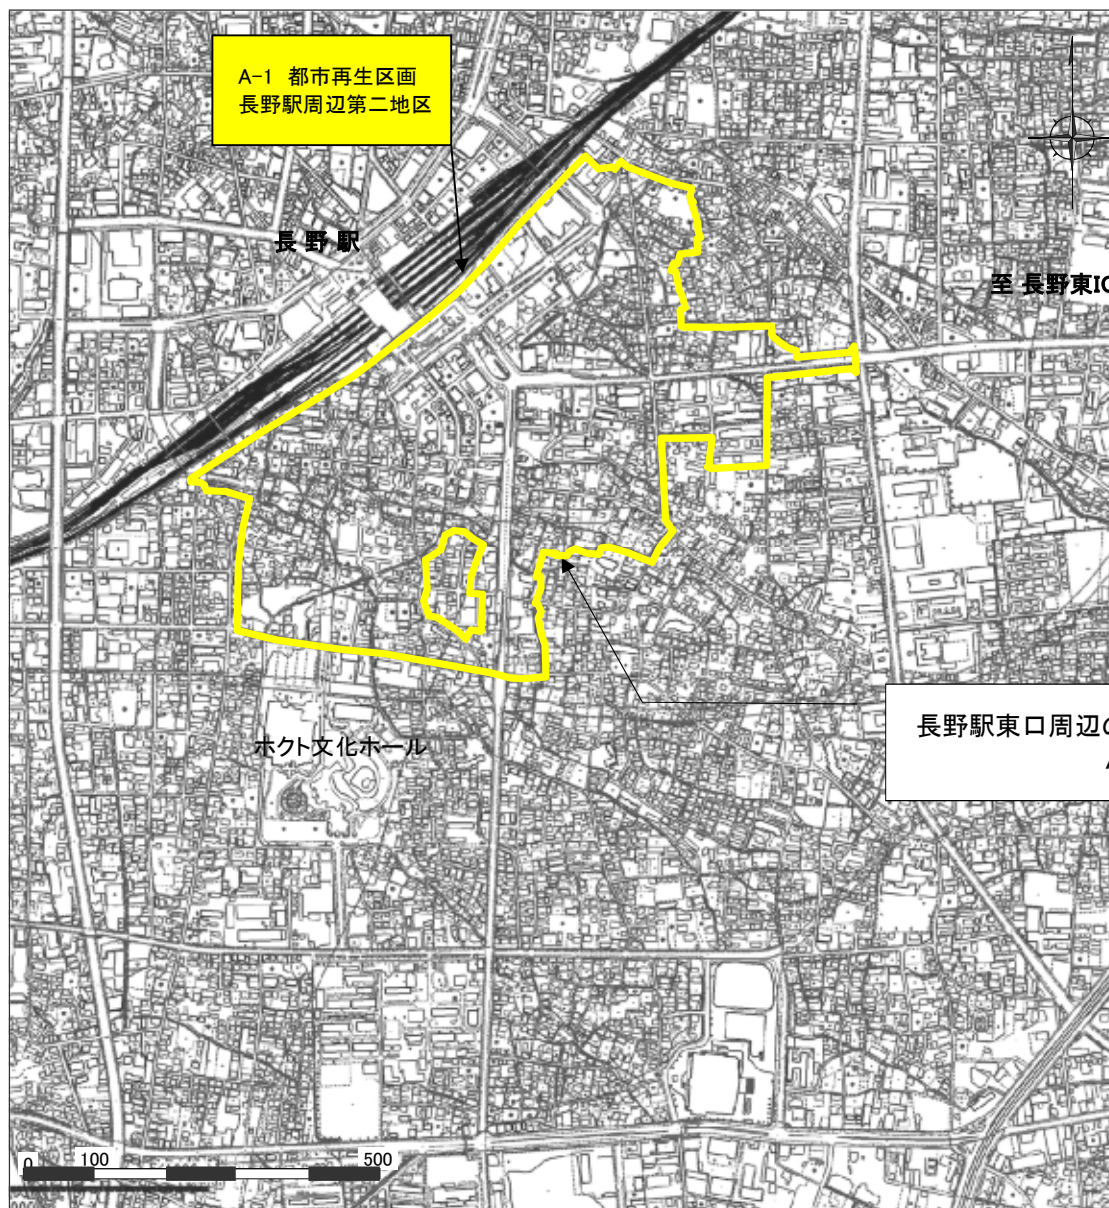 A-1 都市再生区画
長野駅周辺第二地区
長 野 駅
至 長野東IC
長野駅東口周辺の
ホクト文化ホール
0 100 500